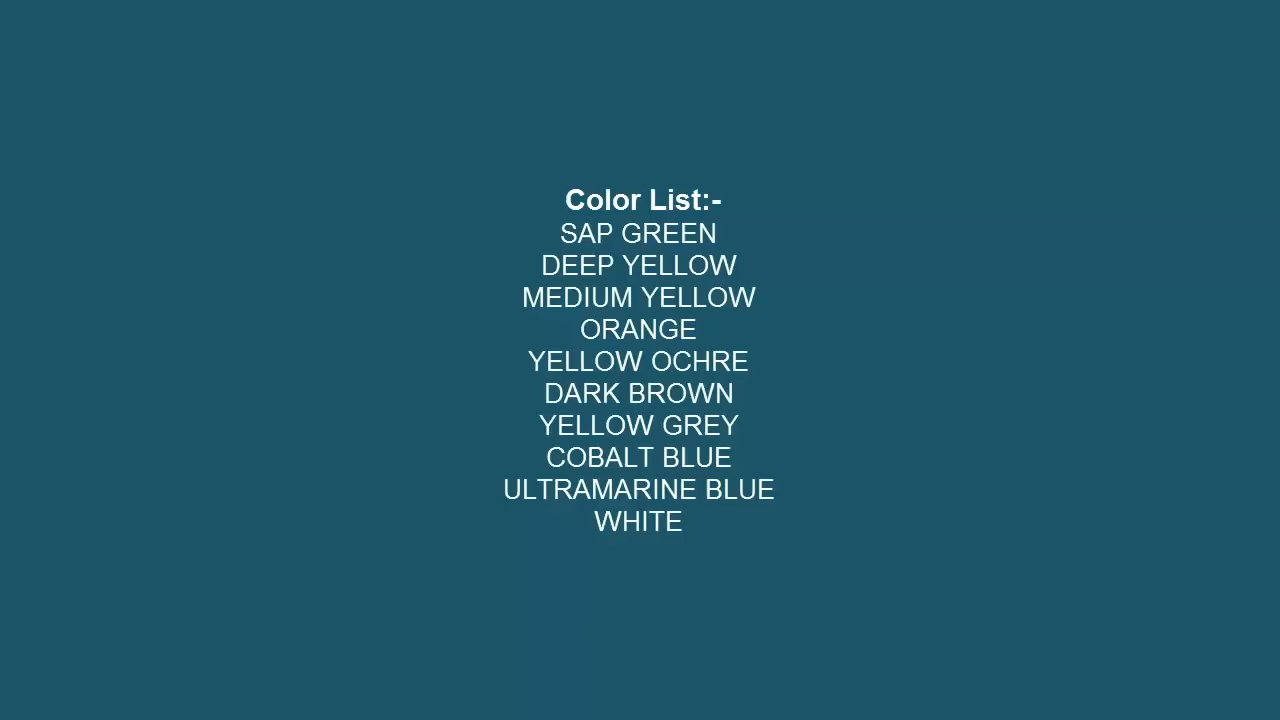 Color List:-
SAP GREEN
DEEP YELLOW
MEDIUM YELLOW
ORANGE
YELLOW OCHRE
DARK BROWN
YELLOW GREY
COBALT BLUE
ULTRAMARINE BLUE
WHITE